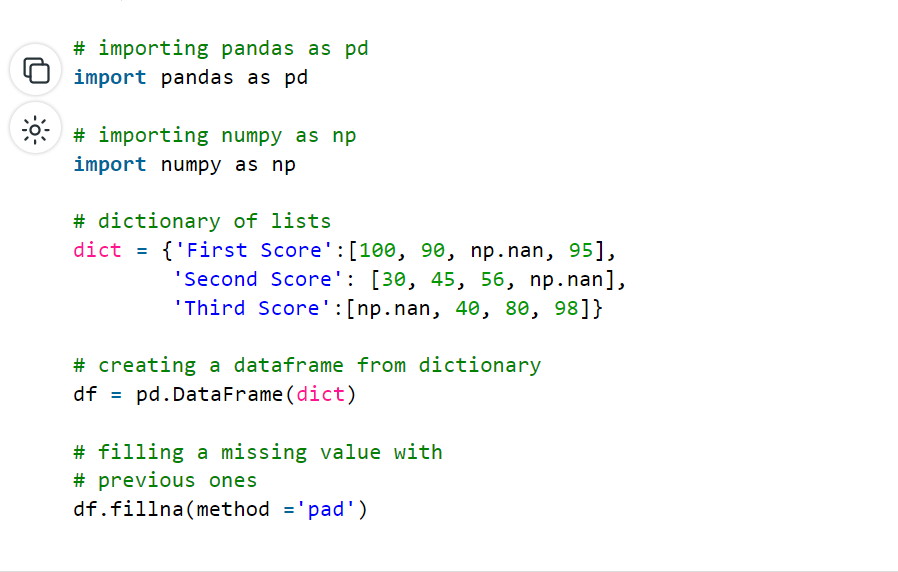 # importing pandas as pd
import pandas as pd
# importing numpy as np
import numpy as np
# dictionary of lists
dict = {'First Score':[100, 90, np.nan, 95],
'Second Score': [30, 45, 56, np.nan],
'Third Score':[np.nan, 40, 80, 98]}
# creating a dataframe from dictionary
df = pd.DataFrame(dict)
# filling a missing value with
# previous ones
df.fillna(method ='pad')